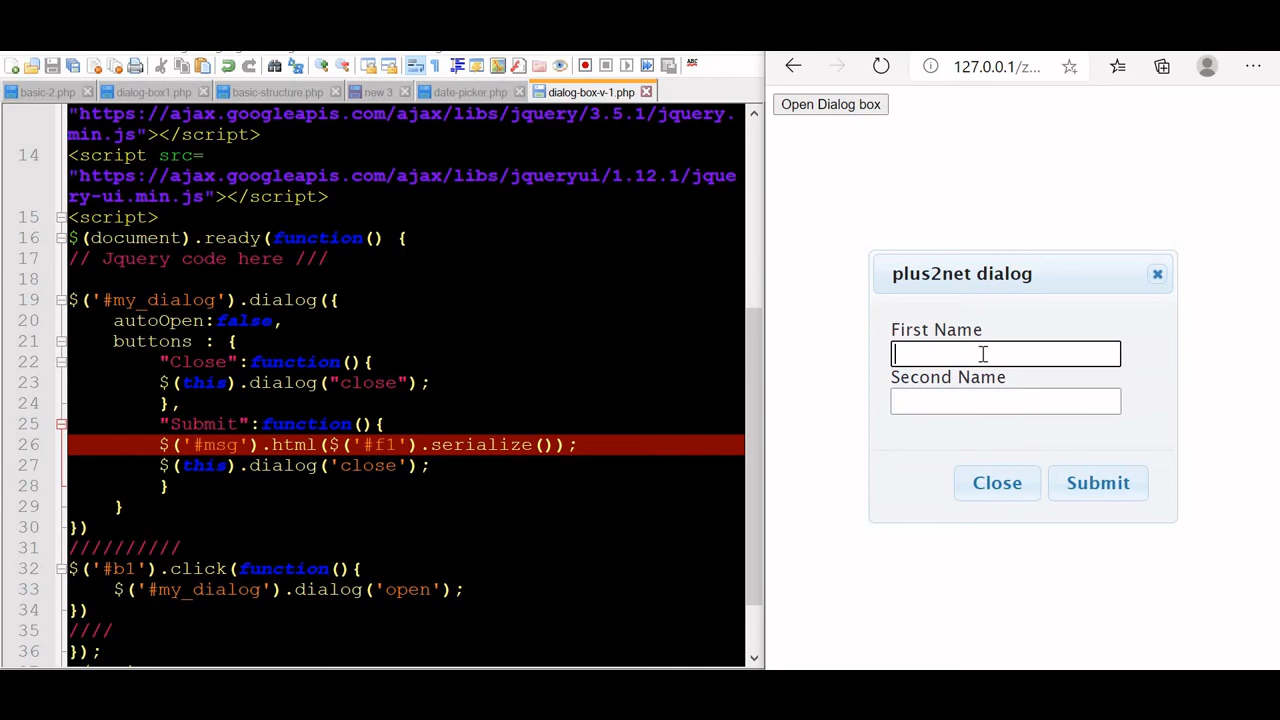 basic-2.php
dialog-box1.php
basic-structure.php
new 3
date-picker.php
dialog-box-v-1.php
"https://ajax.googleapis.com/ajax/libs/jquery/3.5.1/jquery.
min.js"></script>
14 <script src=
"https://ajax.googleapis.com/ajax/libs/jqueryui/1.12.1/jque
ry-ui.min.js"></script>
15 <script>
16 $(document).ready(function() {
17 // Jquery code here ///
18
19 $('#my_dialog').dialog({
20 autoOpen:false,
21 buttons : {
22 "Close":function(){
23 $(this).dialog("close");
24 },
25 "Submit":function(){
26 $('#msg').html($('#f1').serialize());
27 $(this).dialog('close');
28 }
29 }
30 })
31 //////////
32 $('#b1').click(function(){
33 $('#my_dialog').dialog('open');
34 })
35 ////
36 });
127.0.0.1/z...
Open Dialog box
plus2net dialog
First Name
Second Name
Close
Submit